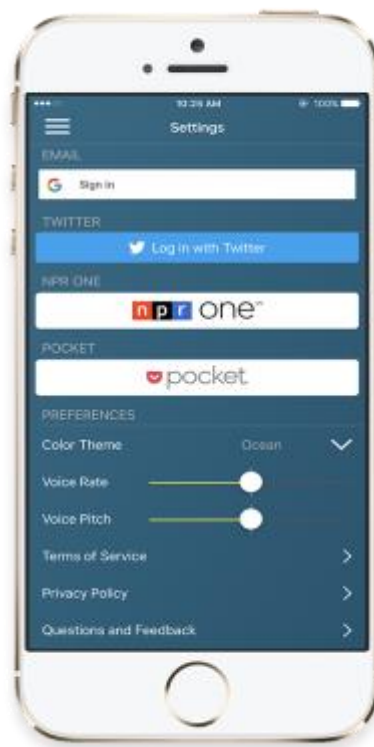 10:25 AM 100%
Settings
EMAIL
G Sign in
TWITTER
Log in with Twitter
NPR ONE
npr one
POCKET
pocket
PREFERENCES
Color Theme Ocean
Voice Rate
Voice Pitch
Terms of Service
Privacy Policy
Questions and Feedback